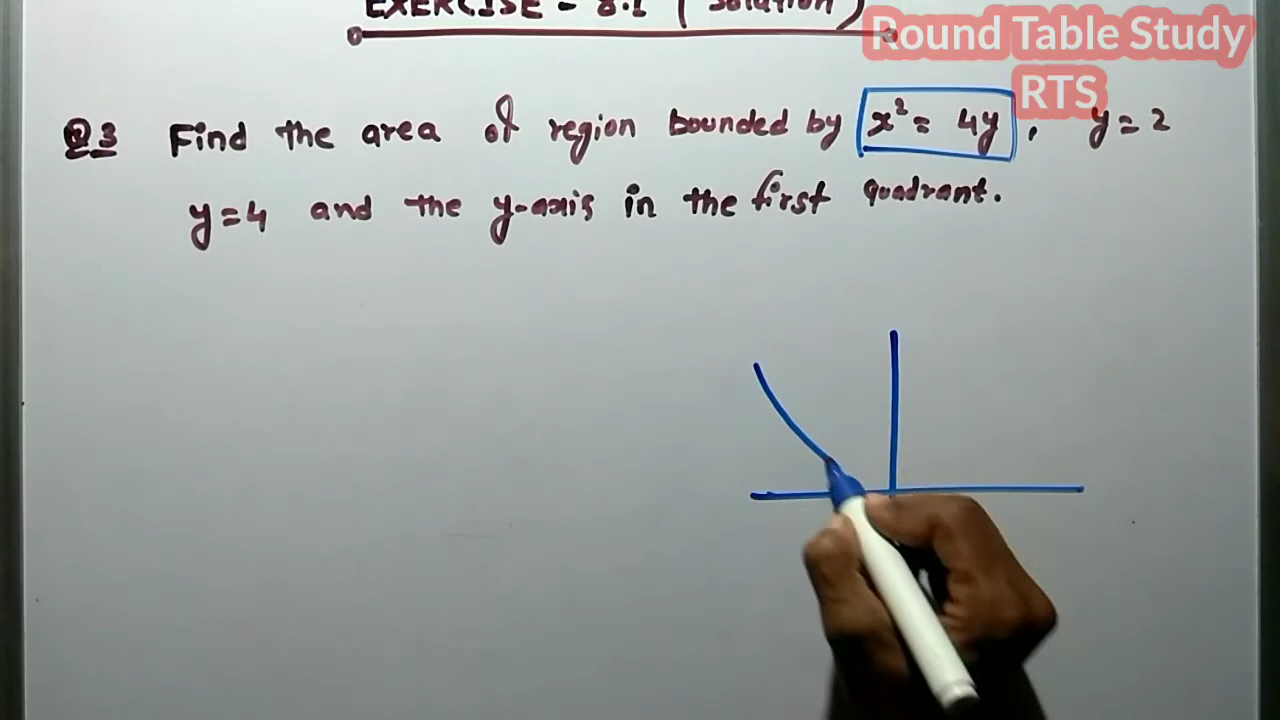 EXERCISE - 8.1 ( Solution )
Round Table Study
RTS
Q.3 Find the area of region bounded by x² = 4y, y = 2
y = 4 and the y-axis in the first quadrant.